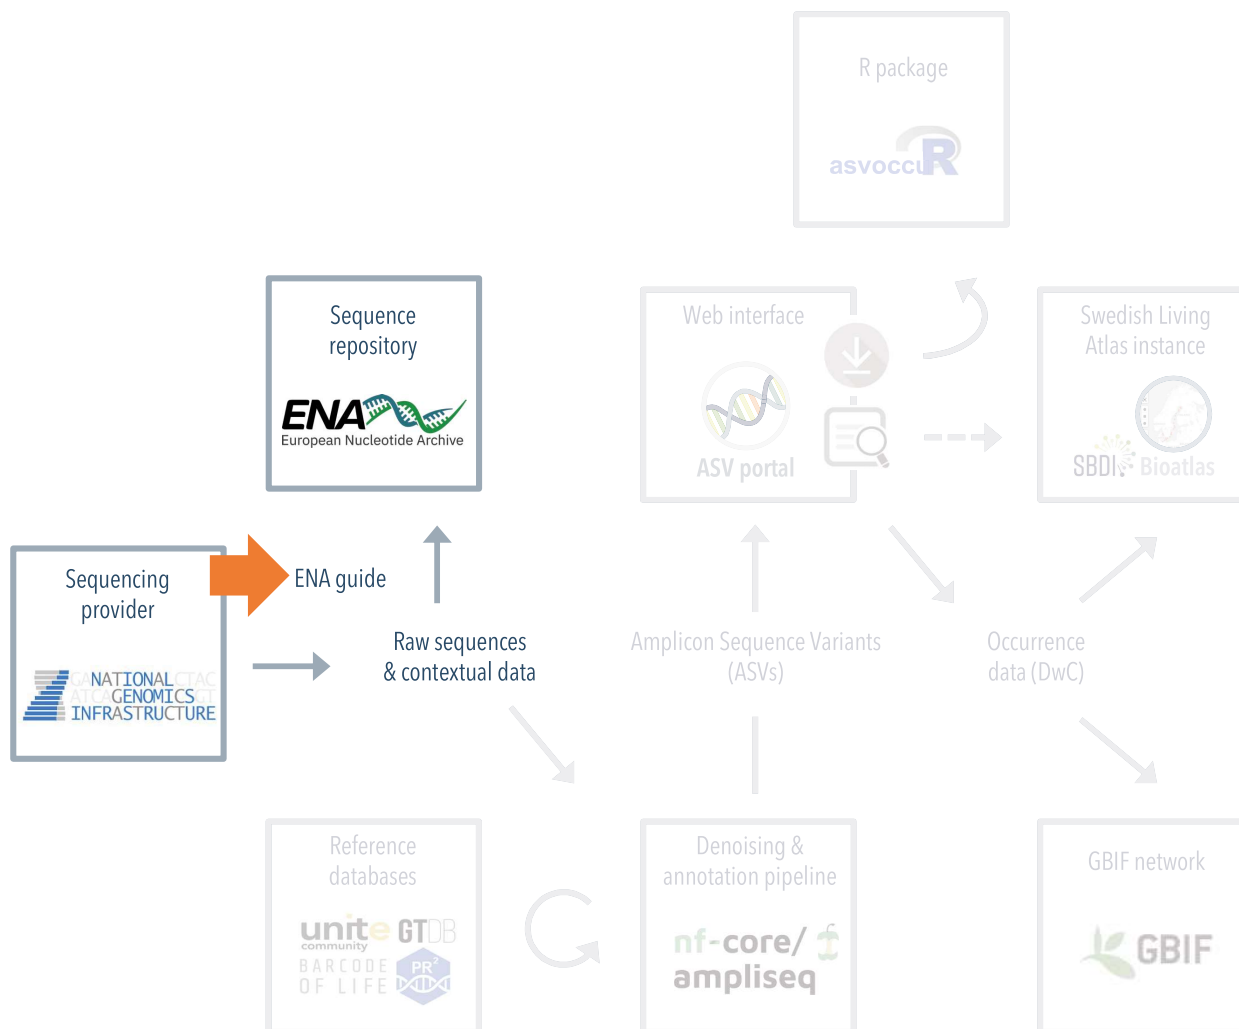 R package
asvoccuR
Sequence
repository
ENA
European Nucleotide Archive
Web interface
ASV portal
Swedish Living
Atlas instance
SBDI
Bioatlas
Sequencing
provider
GANATIONALCTAC
ATCAGENOMICSGT
INFRASTRUCTURE
ENA guide
Raw sequences
& contextual data
Amplicon Sequence Variants
(ASVs)
Occurrence
data (DwC)
Reference
databases
unite
community
GTDB
BARCODE
OF LIFE
PR2
Denoising &
annotation pipeline
nf-core/
ampliseq
GBIF network
GBIF